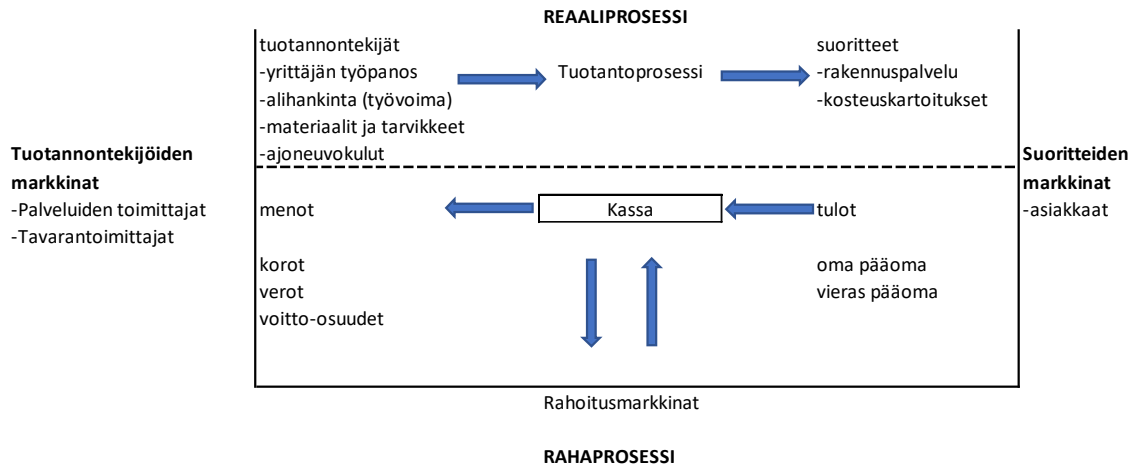 REAALIPROSESSI
tuotannontekijät
-yrittäjän työpanos
-alihankinta (työvoima)
-materiaalit ja tarvikkeet
-ajoneuvokulut
Tuotantoprosessi
suoritteet
-rakennuspalvelu
-kosteuskartoitukset
Tuotannontekijöiden
markkinat
-Palveluiden toimittajat
-Tavarantoimittajat
Suoritteiden
markkinat
-asiakkaat
menot
Kassa
tulot
korot
verot
voitto-osuudet
oma pääoma
vieras pääoma
Rahoitusmarkkinat
RAHAPROSESSI